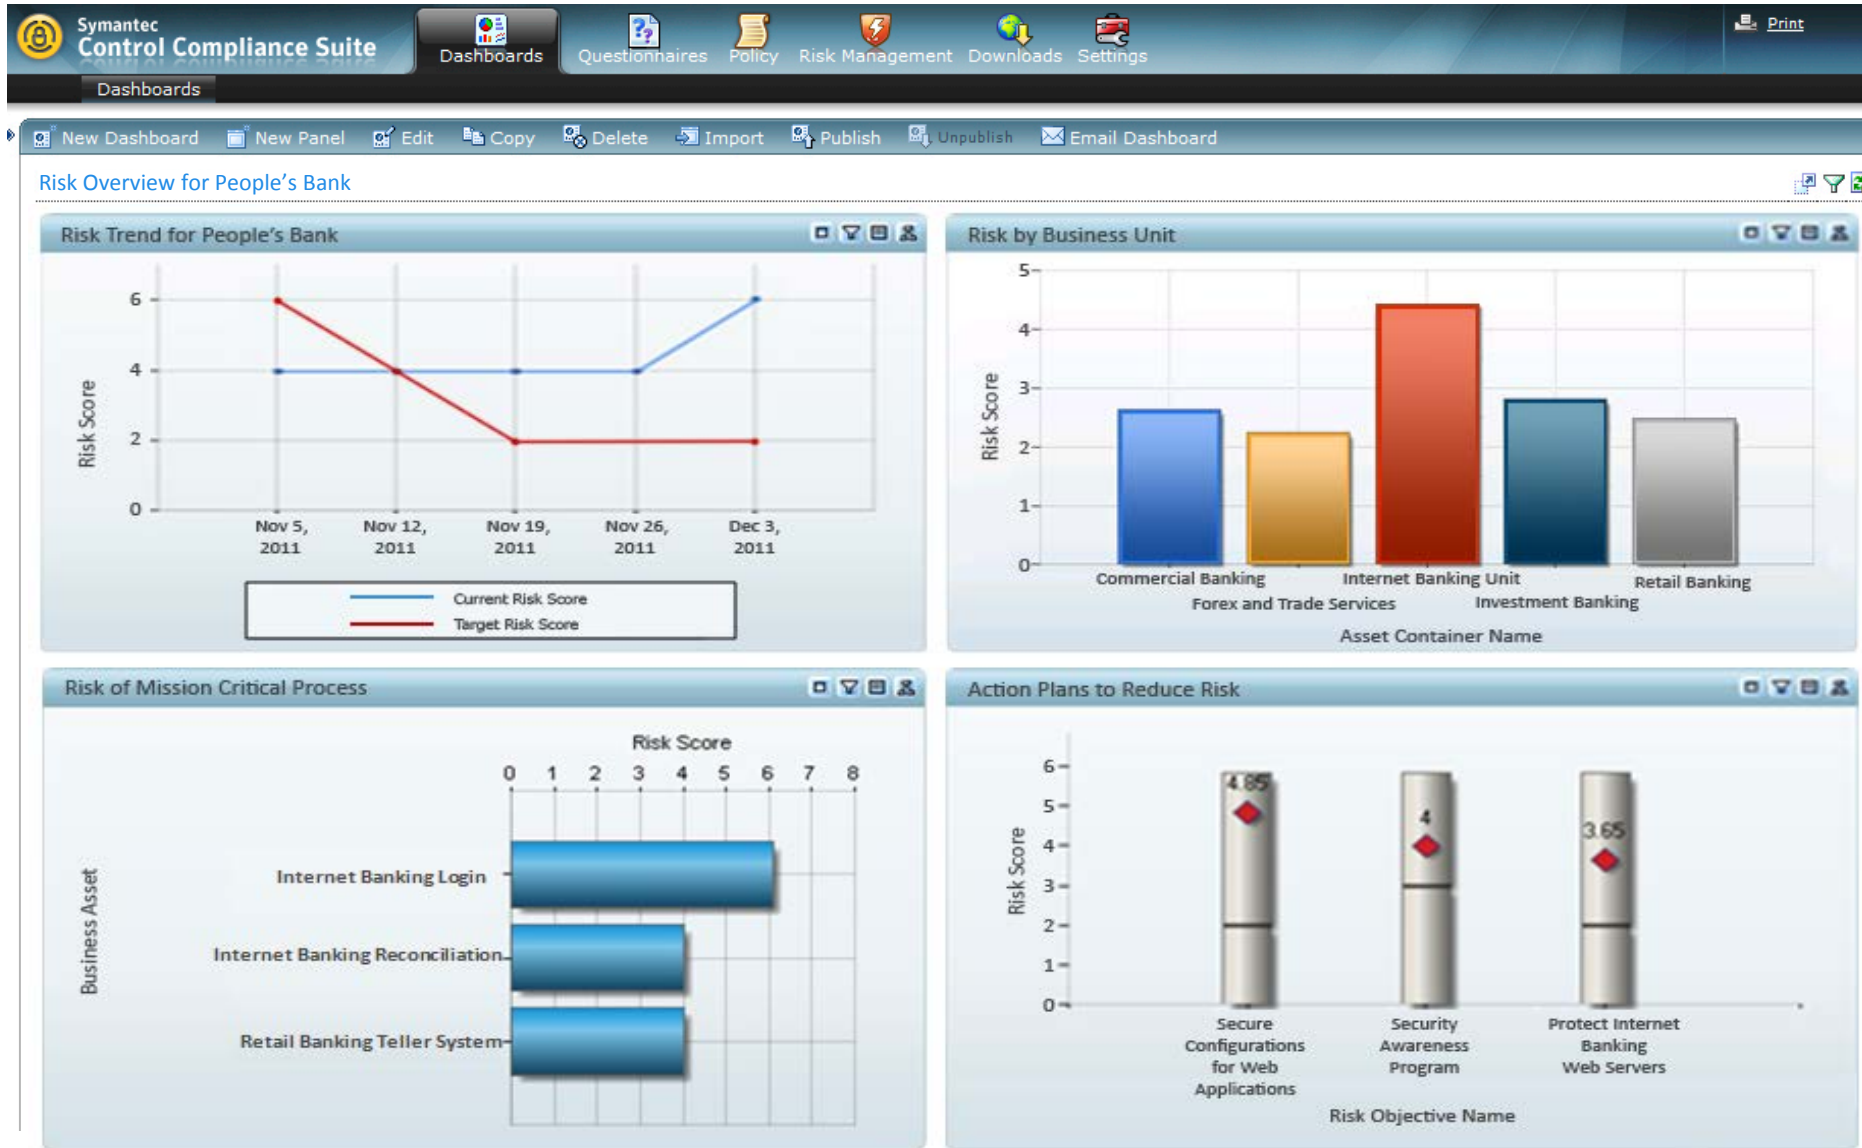 Symantec
Control Compliance Suite
Dashboards
Questionnaires
Policy
Risk Management
Downloads
Settings
Print
Dashboards
New Dashboard
New Panel
Edit
Copy
Delete
Import
Publish
Unpublish
Email Dashboard
Risk Overview for People's Bank
Risk Trend for People's Bank
6
4
2
0
Risk Score
Nov 5,
2011
Nov 12,
2011
Nov 19,
2011
Nov 26,
2011
Dec 3,
2011
Current Risk Score
Target Risk Score
Risk by Business Unit
5
4
3
2
1
0
Risk Score
Commercial Banking
Forex and Trade Services
Internet Banking Unit
Investment Banking
Retail Banking
Asset Container Name
Risk of Mission Critical Process
Risk Score
0 1 2 3 4 5 6 7 8
Business Asset
Internet Banking Login
Internet Banking Reconciliation
Retail Banking Teller System
Action Plans to Reduce Risk
6
5
4
3
2
1
0
Risk Score
4.85
4
3.65
Secure
Configurations
for Web
Applications
Security
Awareness
Program
Protect Internet
Banking
Web Servers
Risk Objective Name